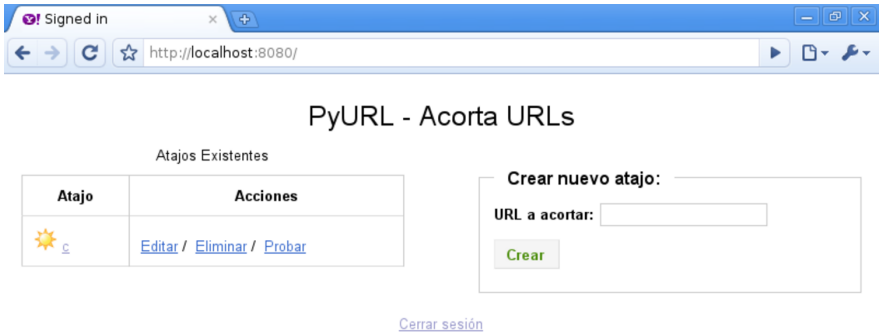 Signed in
http://localhost:8080/
PyURL - Acorta URLs
Atajos Existentes
Atajo Acciones
c Editar / Eliminar / Probar
Crear nuevo atajo:
URL a acortar:
Crear
Cerrar sesión